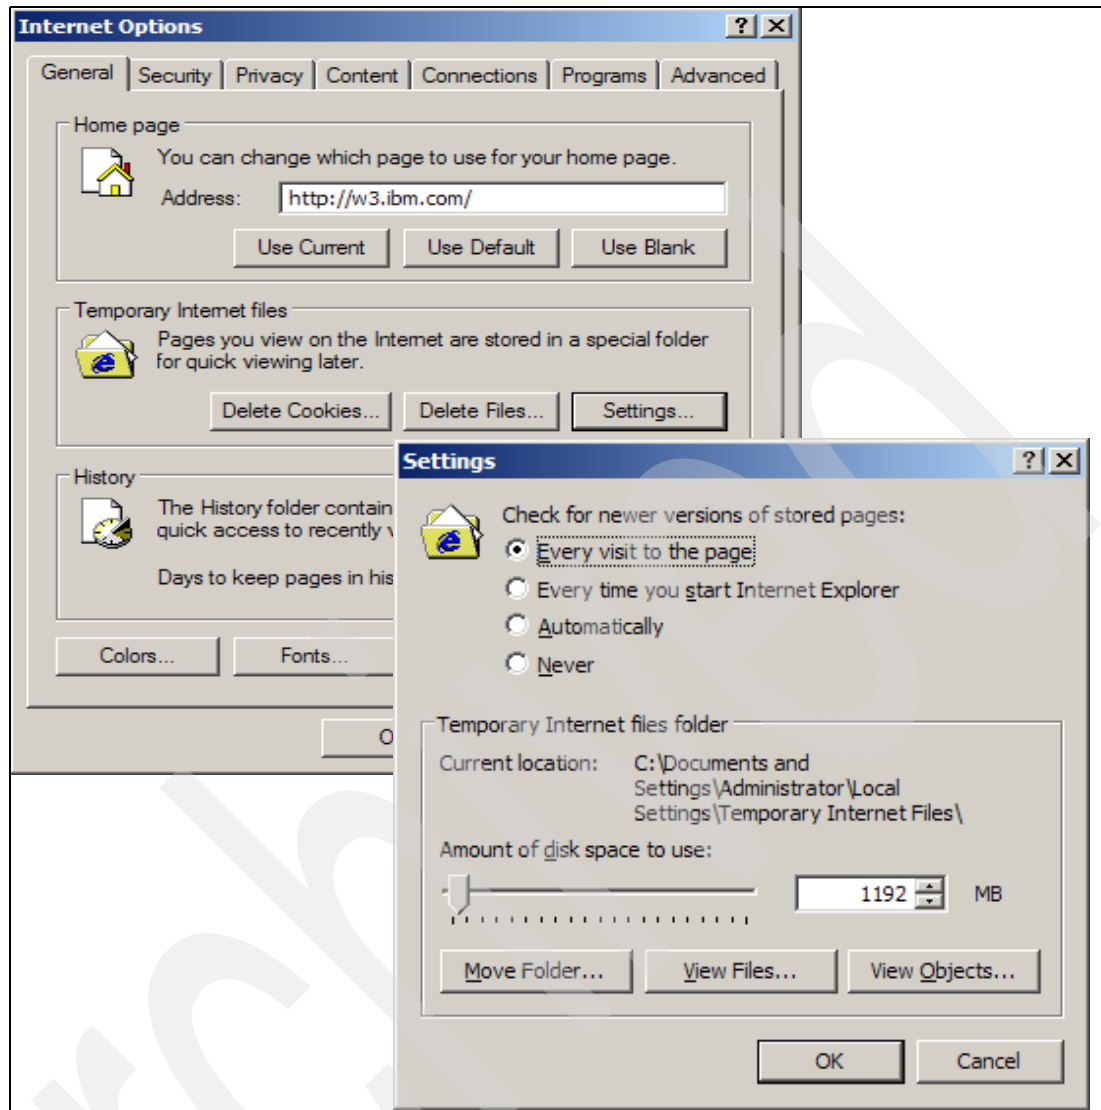 Internet Options
General Security Privacy Content Connections Programs Advanced
Home page
You can change which page to use for your home page.
Address: http://w3.ibm.com/
Use Current Use Default Use Blank
Temporary Internet files
Pages you view on the Internet are stored in a special folder
for quick viewing later.
Delete Cookies... Delete Files... Settings...
History
The History folder contain
quick access to recently v
Days to keep pages in his
Colors... Fonts...
O
Settings
Check for newer versions of stored pages:
Every visit to the page
Every time you start Internet Explorer
Automatically
Never
Temporary Internet files folder
Current location: C:\Documents and
Settings\Administrator\Local
Settings\Temporary Internet Files\
Amount of disk space to use:
1192 MB
Move Folder... View Files... View Objects...
OK Cancel